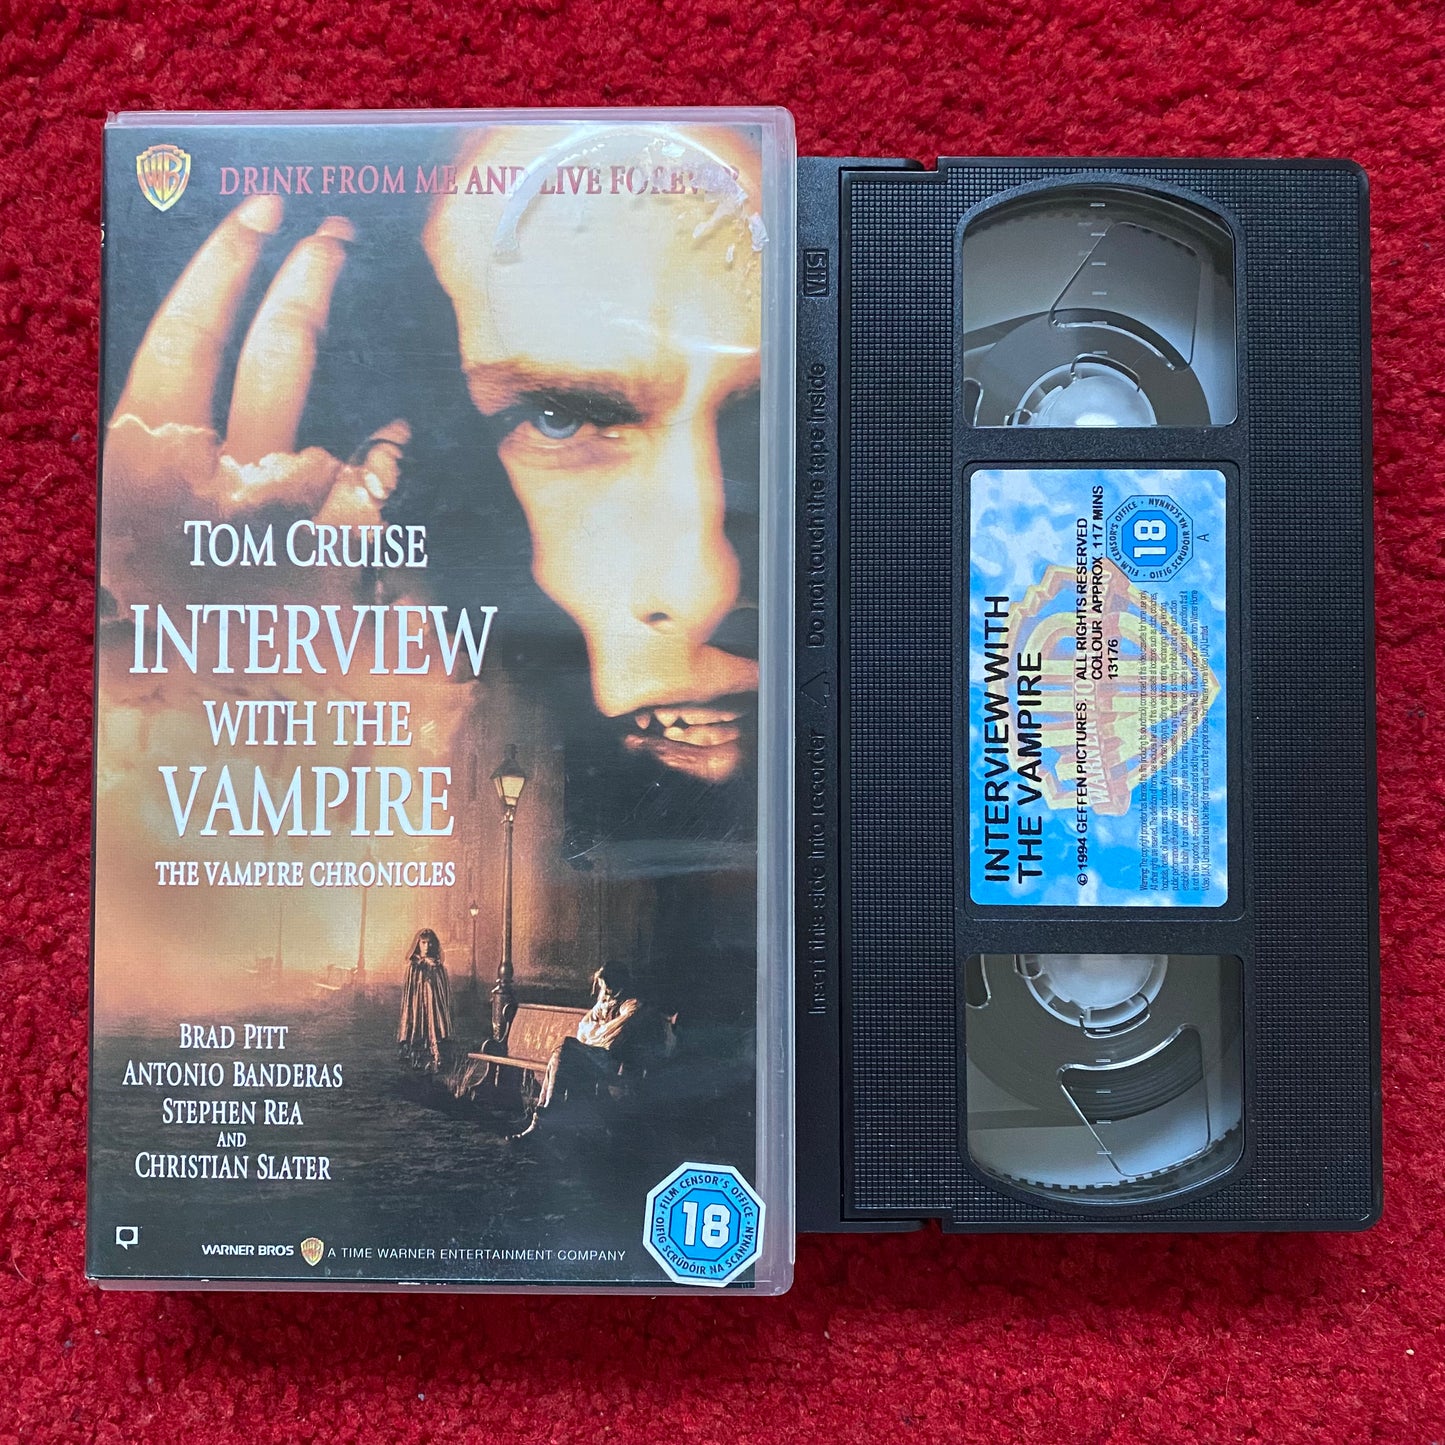 DRINK FROM ME AND LIVE FOREVER
TOM CRUISE
INTERVIEW
WITH THE
VAMPIRE
THE VAMPIRE CHRONICLES
BRAD PITT
ANTONIO BANDERAS
STEPHEN REA
AND
CHRISTIAN SLATER
WARNER BROS
A TIME WARNER ENTERTAINMENT COMPANY
· FILM CENSOR'S OFFICE ·
18
OIFIG SCRÚDÓIR NA SCANNÁN
Insert this side into recorder
Do not touch the tape inside
INTERVIEW WITH
THE VAMPIRE
© 1994 GEFFEN PICTURES. ALL RIGHTS RESERVED
COLOUR APPROX. 117 MINS
13176
· FILM CENSOR'S OFFICE ·
18
OIFIG SCRÚDÓIR NA SCANNÁN
A